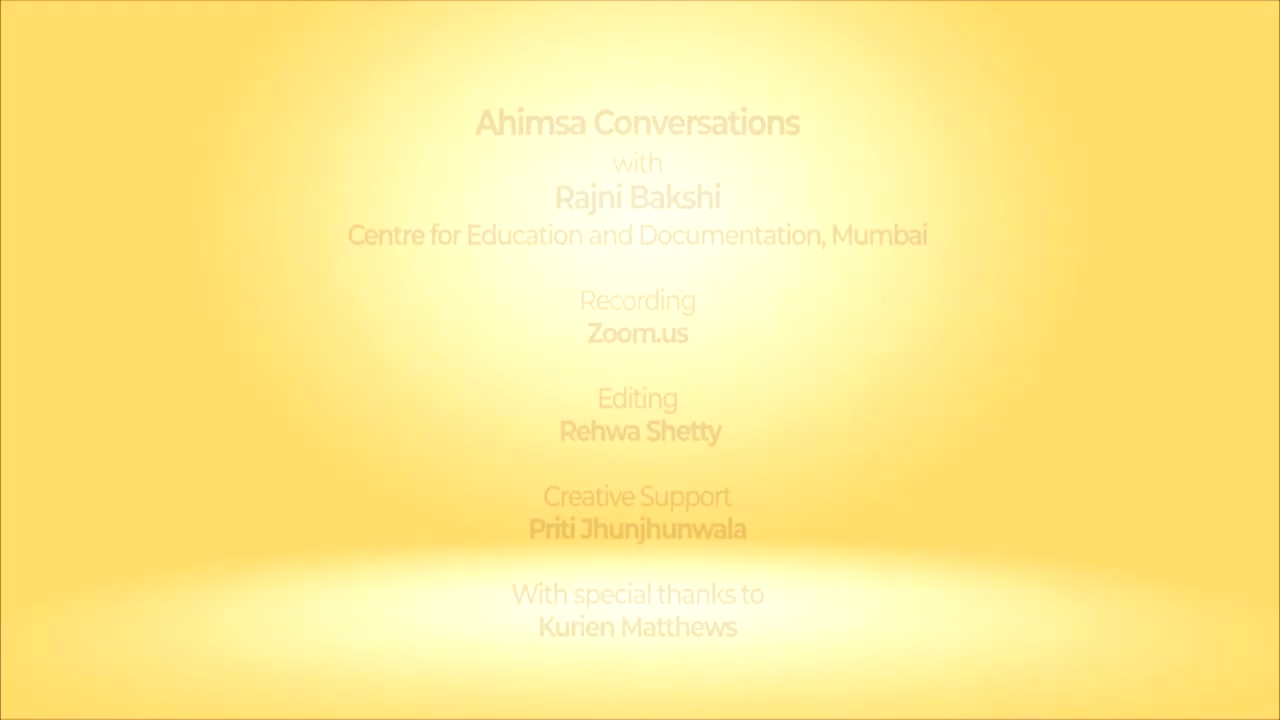 Ahimsa Conversations
with
Rajni Bakshi
Centre for Education and Documentation, Mumbai
Recording
Zoom.us
Editing
Rehwa Shetty
Creative Support
Priti Jhunjhunwala
With special thanks to
Kurien Matthews